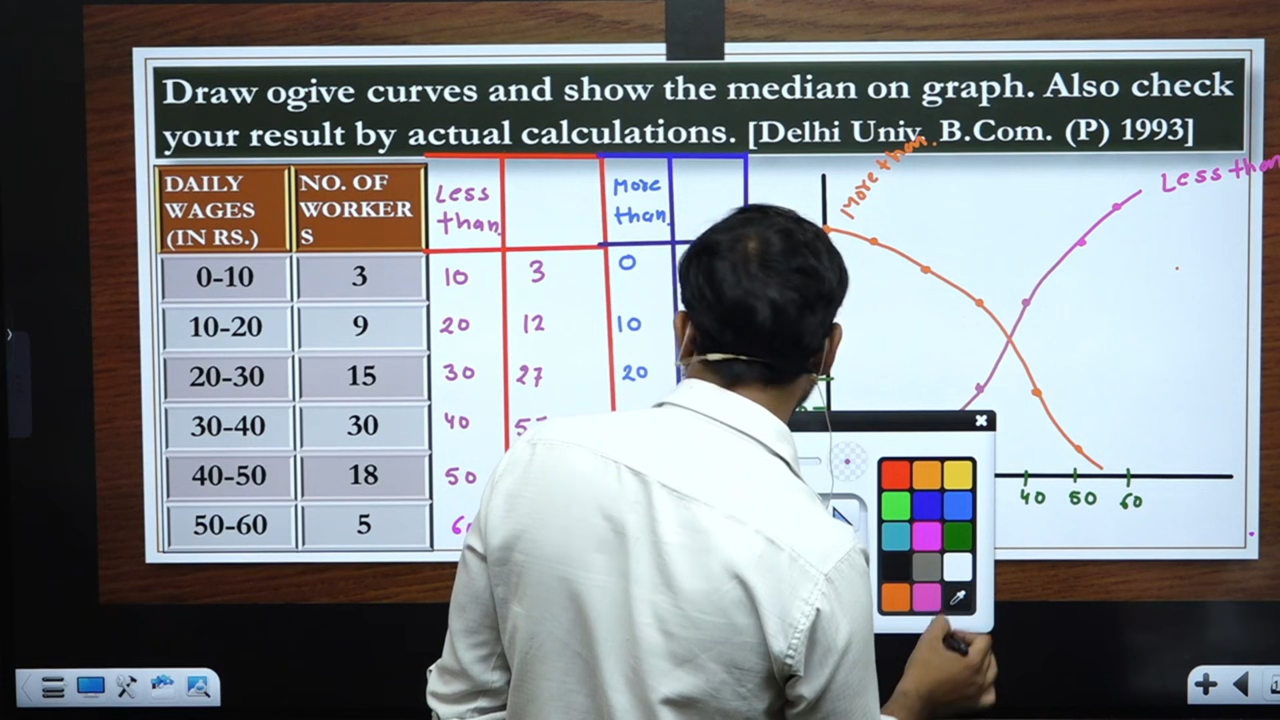 Draw ogive curves and show the median on graph. Also check
your result by actual calculations. [Delhi Univ. B.Com. (P) 1993]
DAILY
WAGES
(IN RS.)
NO. OF
WORKER
S
Less
than
More
than
0-10 3 10 3 0
10-20 9 20 12 10
20-30 15 30 27 20
30-40 30 40
40-50 18 50
50-60 5
More than
Less than
40 50 60